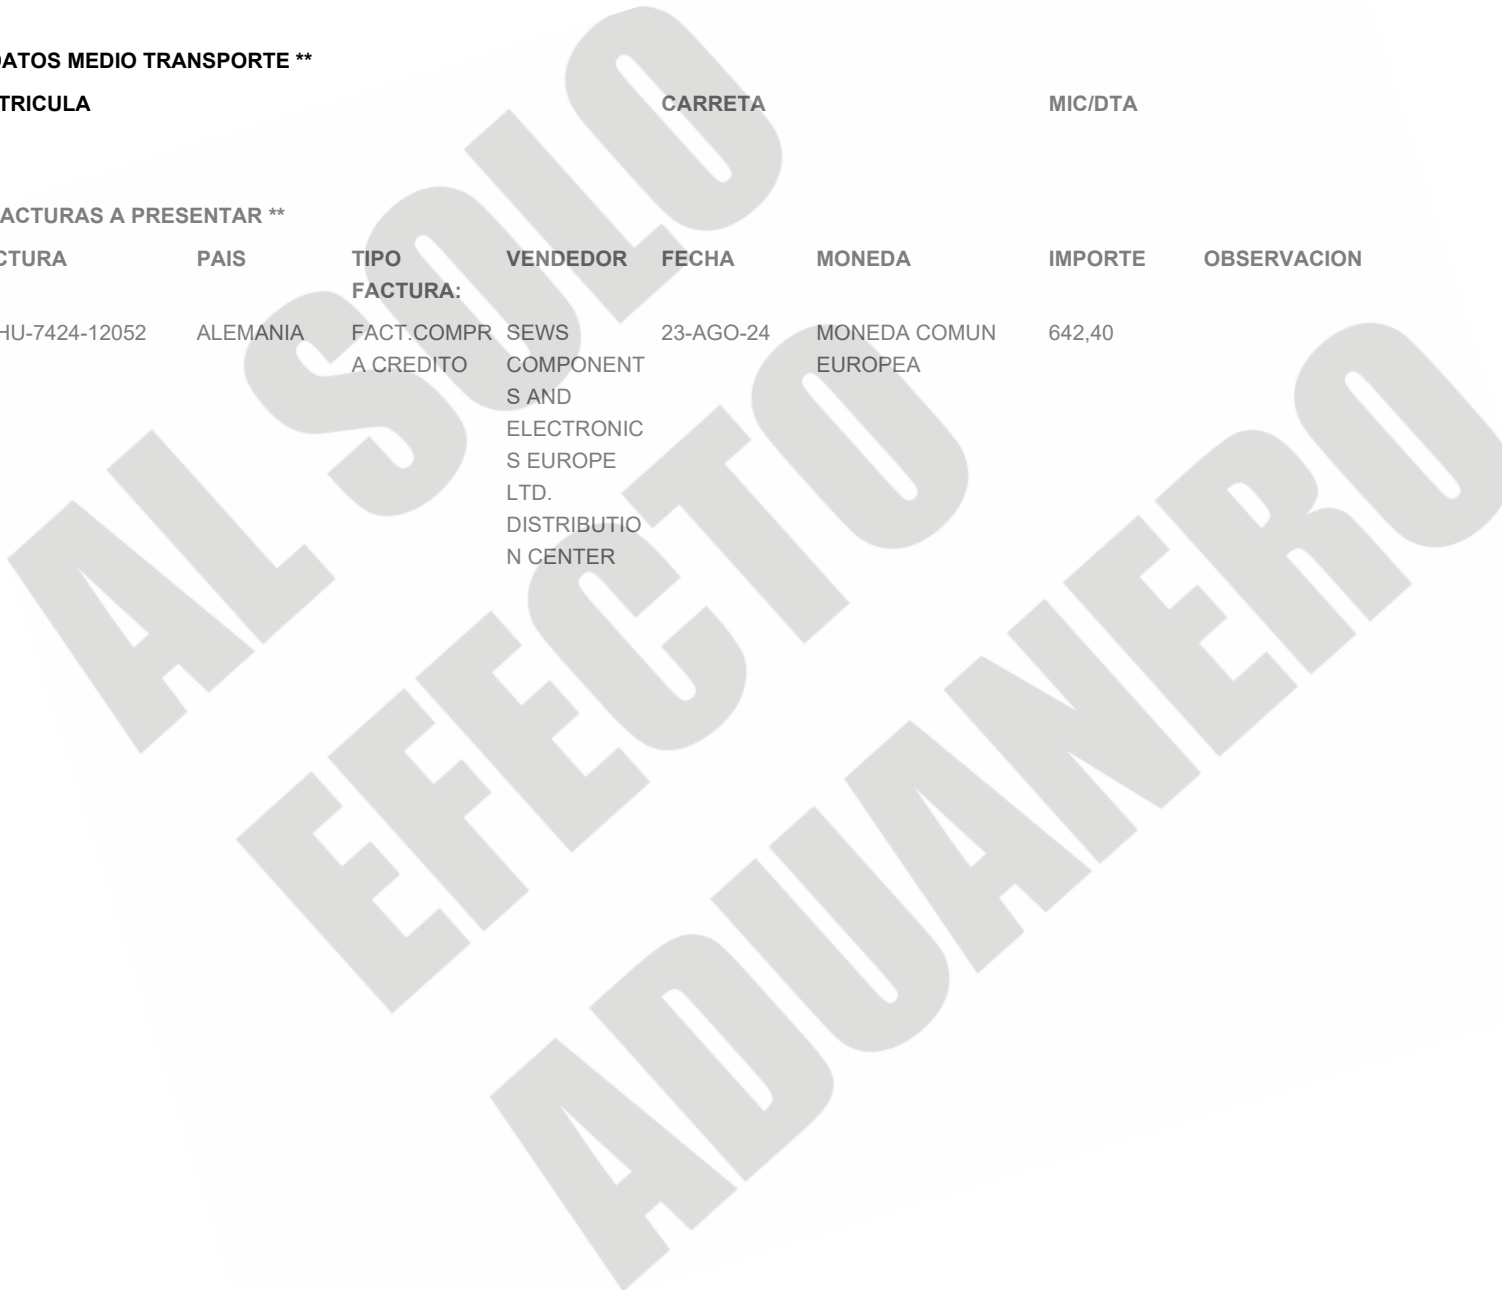 DATOS MEDIO TRANSPORTE **
TRICULA CARRETA MIC/DTA
ACTURAS A PRESENTAR **
CTURA PAIS TIPO VENDEDOR FECHA MONEDA IMPORTE OBSERVACION
FACTURA:
HU-7424-12052 ALEMANIA FACT.COMPR SEWS 23-AGO-24 MONEDA COMUN 642,40
A CREDITO COMPONENT EUROPEA
S AND
ELECTRONIC
S EUROPE
LTD.
DISTRIBUTIO
N CENTER
AL SOLO
EFECTO
ADUANERO